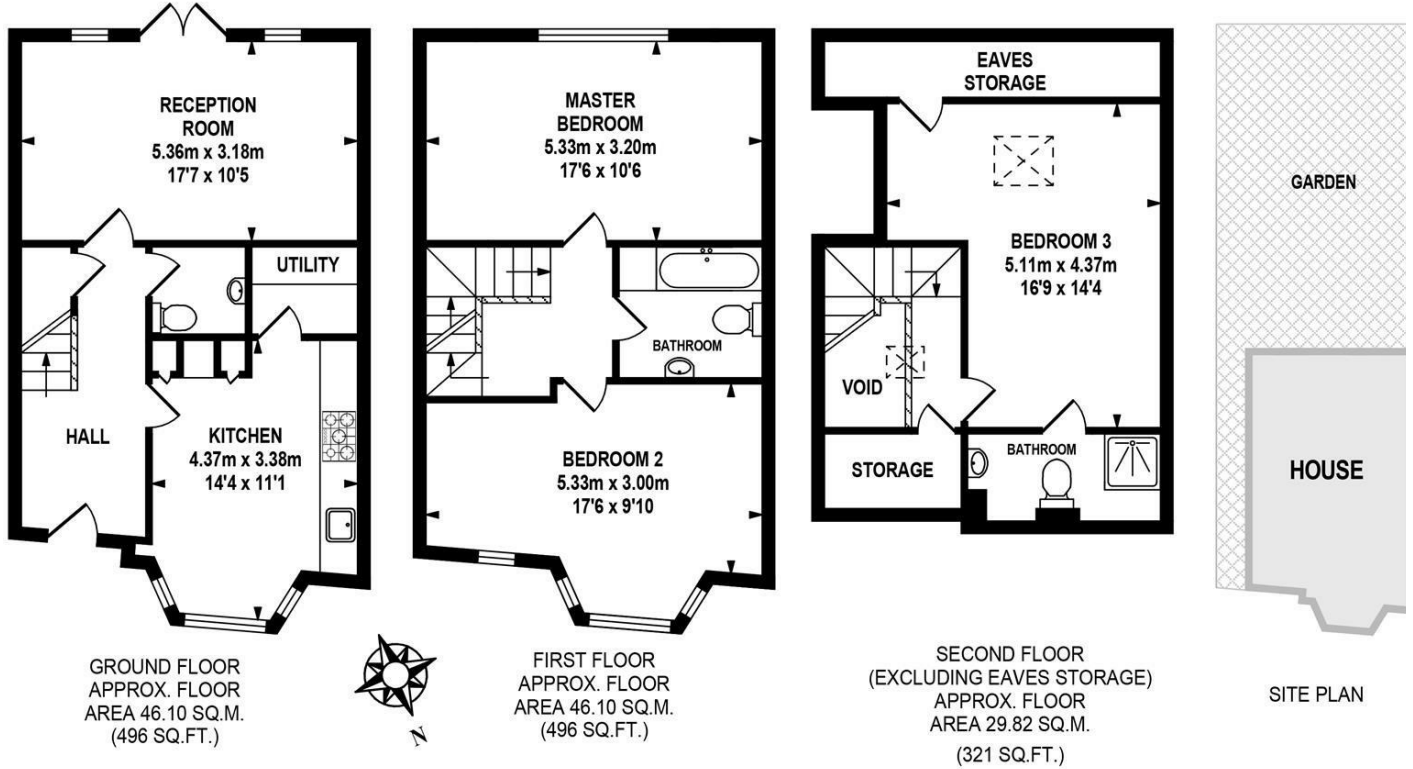 RECEPTION
ROOM
5.36m x 3.18m
17'7 x 10'5
UTILITY
HALL
KITCHEN
4.37m x 3.38m
14'4 x 11'1
GROUND FLOOR
APPROX. FLOOR
AREA 46.10 SQ.M.
(496 SQ.FT.)
N
MASTER
BEDROOM
5.33m x 3.20m
17'6 x 10'6
BATHROOM
BEDROOM 2
5.33m x 3.00m
17'6 x 9'10
FIRST FLOOR
APPROX. FLOOR
AREA 46.10 SQ.M.
(496 SQ.FT.)
EAVES
STORAGE
BEDROOM 3
5.11m x 4.37m
16'9 x 14'4
VOID
STORAGE
BATHROOM
SECOND FLOOR
(EXCLUDING EAVES STORAGE)
APPROX. FLOOR
AREA 29.82 SQ.M.
(321 SQ.FT.)
GARDEN
HOUSE
SITE PLAN